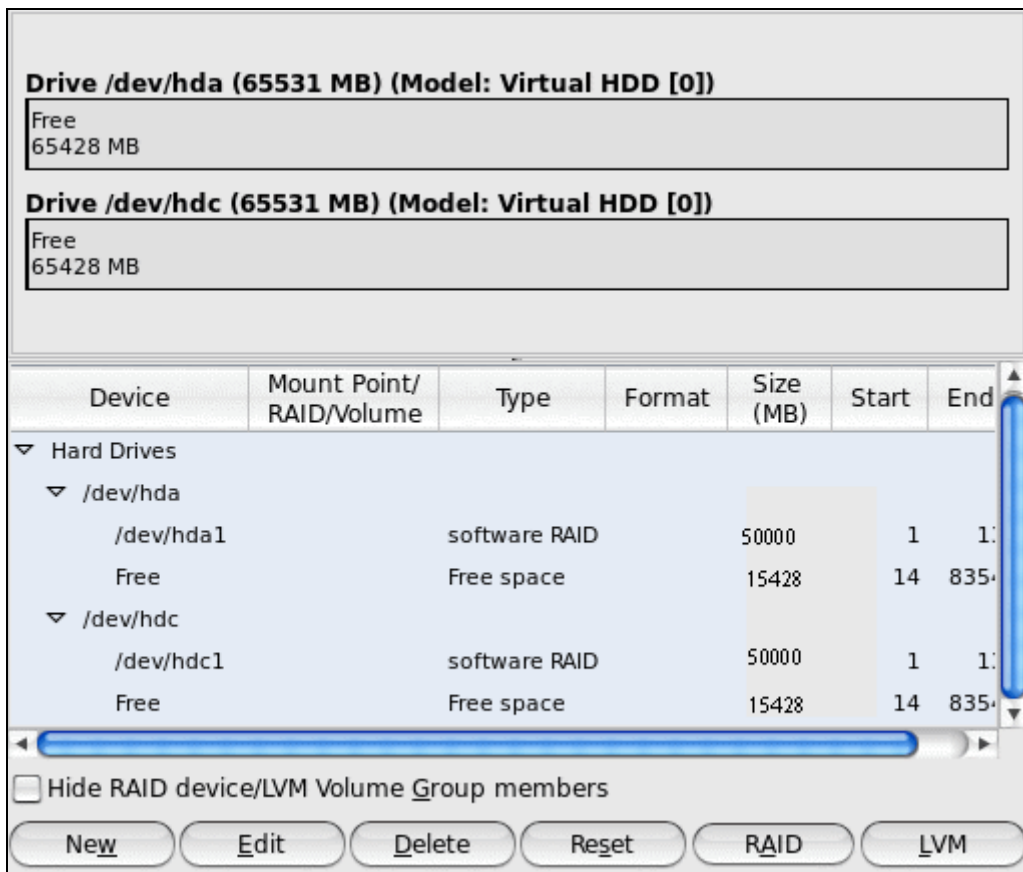 Drive /dev/hda (65531 MB) (Model: Virtual HDD [0])
Free
65428 MB
Drive /dev/hdc (65531 MB) (Model: Virtual HDD [0])
Free
65428 MB
Device Mount Point/ RAID/Volume Type Format Size (MB) Start End
Hard Drives
/dev/hda
/dev/hda1 software RAID 50000 1
Free Free space 15428 14 835
/dev/hdc
/dev/hdc1 software RAID 50000 1
Free Free space 15428 14 835
Hide RAID device/LVM Volume Group members
New Edit Delete Reset RAID LVM